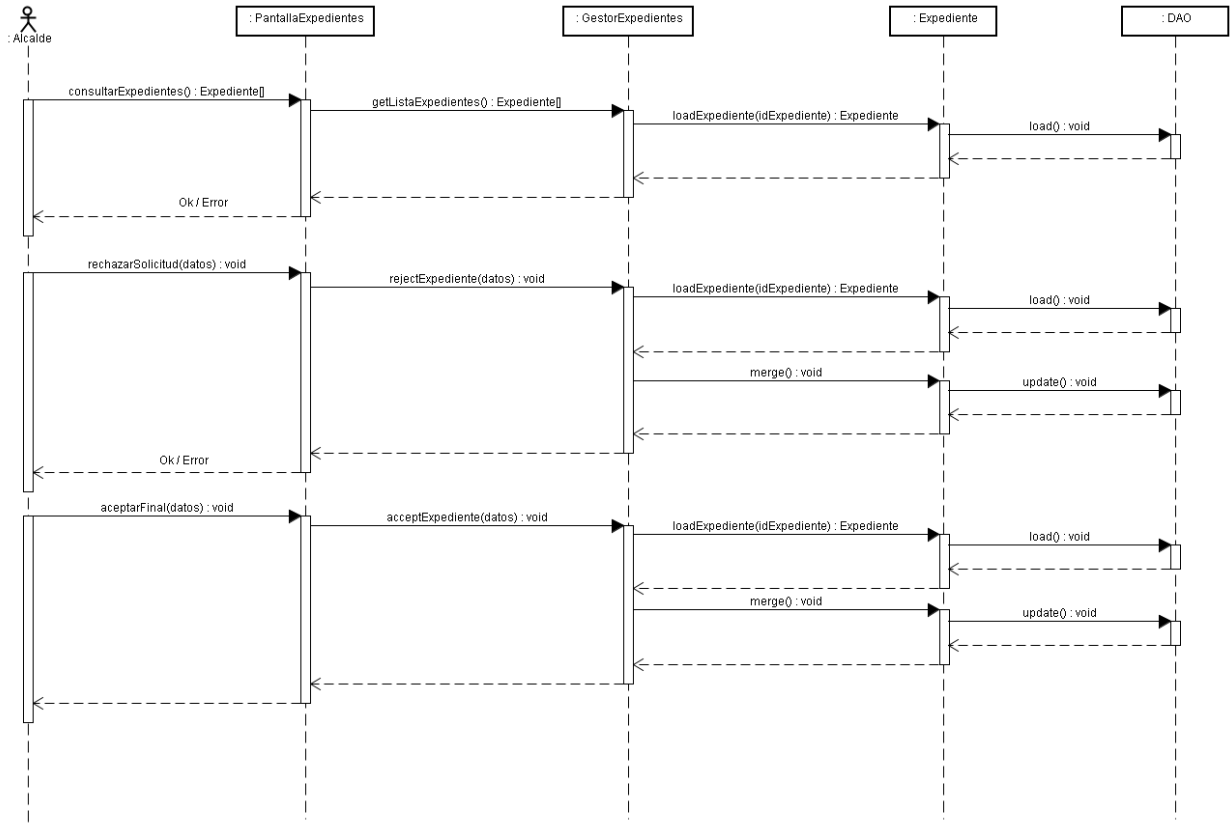 : Alcalde
: PantallaExpedientes
: GestorExpedientes
: Expediente
: DAO
consultarExpedientes() : Expediente[]
getListaExpedientes() : Expediente[]
loadExpediente(idExpediente) : Expediente
load() : void
Ok / Error
rechazarSolicitud(datos) : void
rejectExpediente(datos) : void
loadExpediente(idExpediente) : Expediente
load() : void
merge() : void
update() : void
Ok / Error
aceptarFinal(datos) : void
acceptExpediente(datos) : void
loadExpediente(idExpediente) : Expediente
load() : void
merge() : void
update() : void